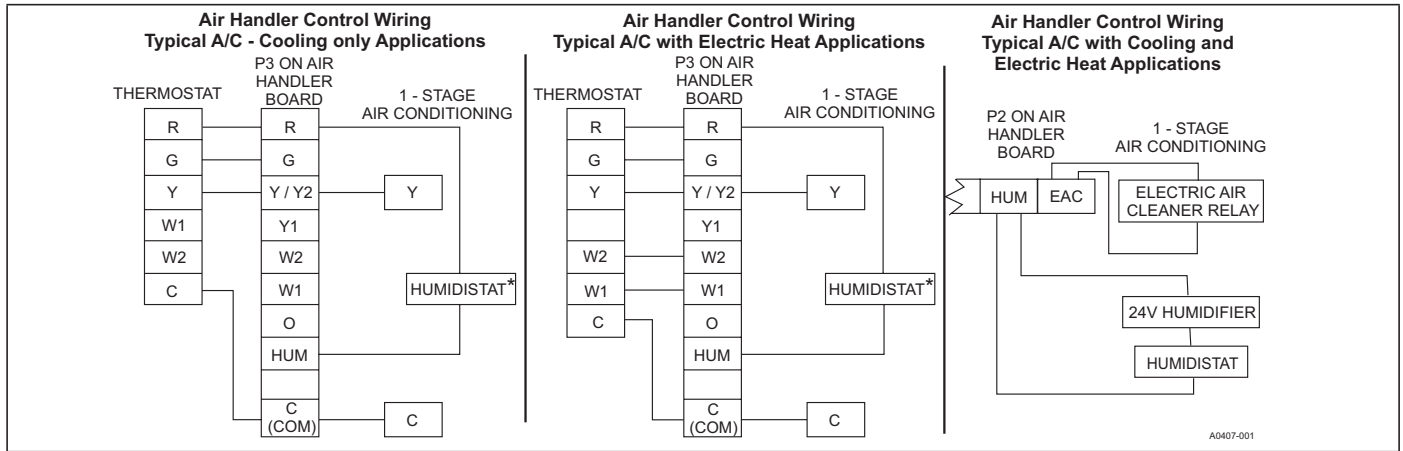 Air Handler Control Wiring
Typical A/C - Cooling only Applications
P3 ON AIR
HANDLER
BOARD
THERMOSTAT
1 - STAGE
AIR CONDITIONING
R
R
G
G
Y
Y / Y2
Y
W1
Y1
W2
W2
C
W1
HUMIDISTAT*
O
HUM
C
(COM)
C
Air Handler Control Wiring
Typical A/C with Electric Heat Applications
P3 ON AIR
HANDLER
BOARD
THERMOSTAT
1 - STAGE
AIR CONDITIONING
R
R
G
G
Y
Y / Y2
Y
Y1
W2
W2
W1
W1
HUMIDISTAT*
C
O
HUM
C
(COM)
C
Air Handler Control Wiring
Typical A/C with Cooling and
Electric Heat Applications
P2 ON AIR
HANDLER
BOARD
1 - STAGE
AIR CONDITIONING
HUM
EAC
ELECTRIC AIR
CLEANER RELAY
24V HUMIDIFIER
HUMIDISTAT
A0407-001